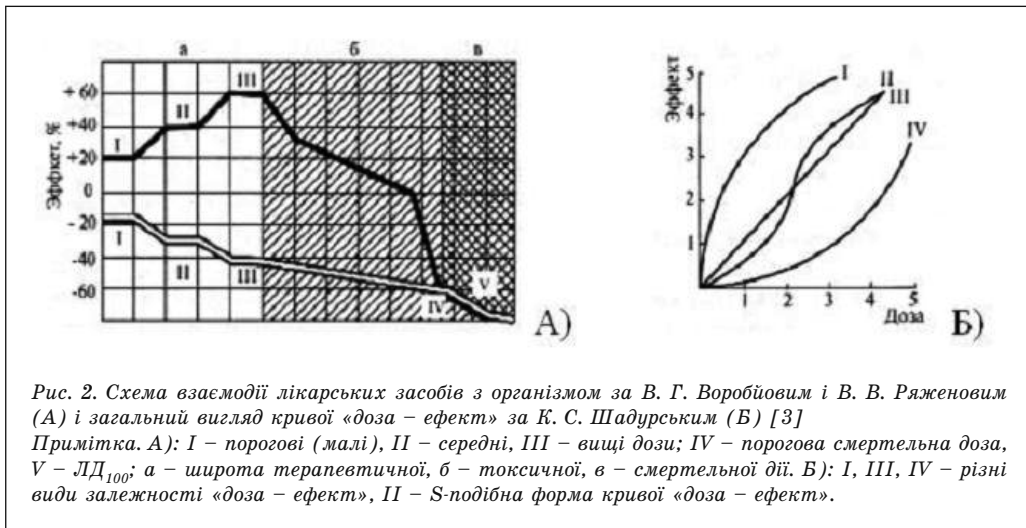 а б в
Эффкет, %
+ 60
+40
+20
0
- 20
-40
-60
I
II
III
I
II
III
IV
V
А)
Эффект
5
4
3
2
1
I
II
III
IV
1 2 3 4 5
Доза
Б)
Рис. 2. Схема взаємодії лікарських засобів з організмом за В. Г. Воробйовим і В. В. Ряженовим
(А) і загальний вигляд кривої «доза – ефект» за К. С. Шадурським (Б) [3]
Примітка. А): I – порогові (малі), II – середні, III – вищі дози; IV – порогова смертельна доза,
V – ЛД₁₀₀; а – широта терапевтичної, б – токсичної, в – смертельної дії. Б): I, III, IV – різні
види залежності «доза – ефект», II – S-подібна форма кривої «доза – ефект».